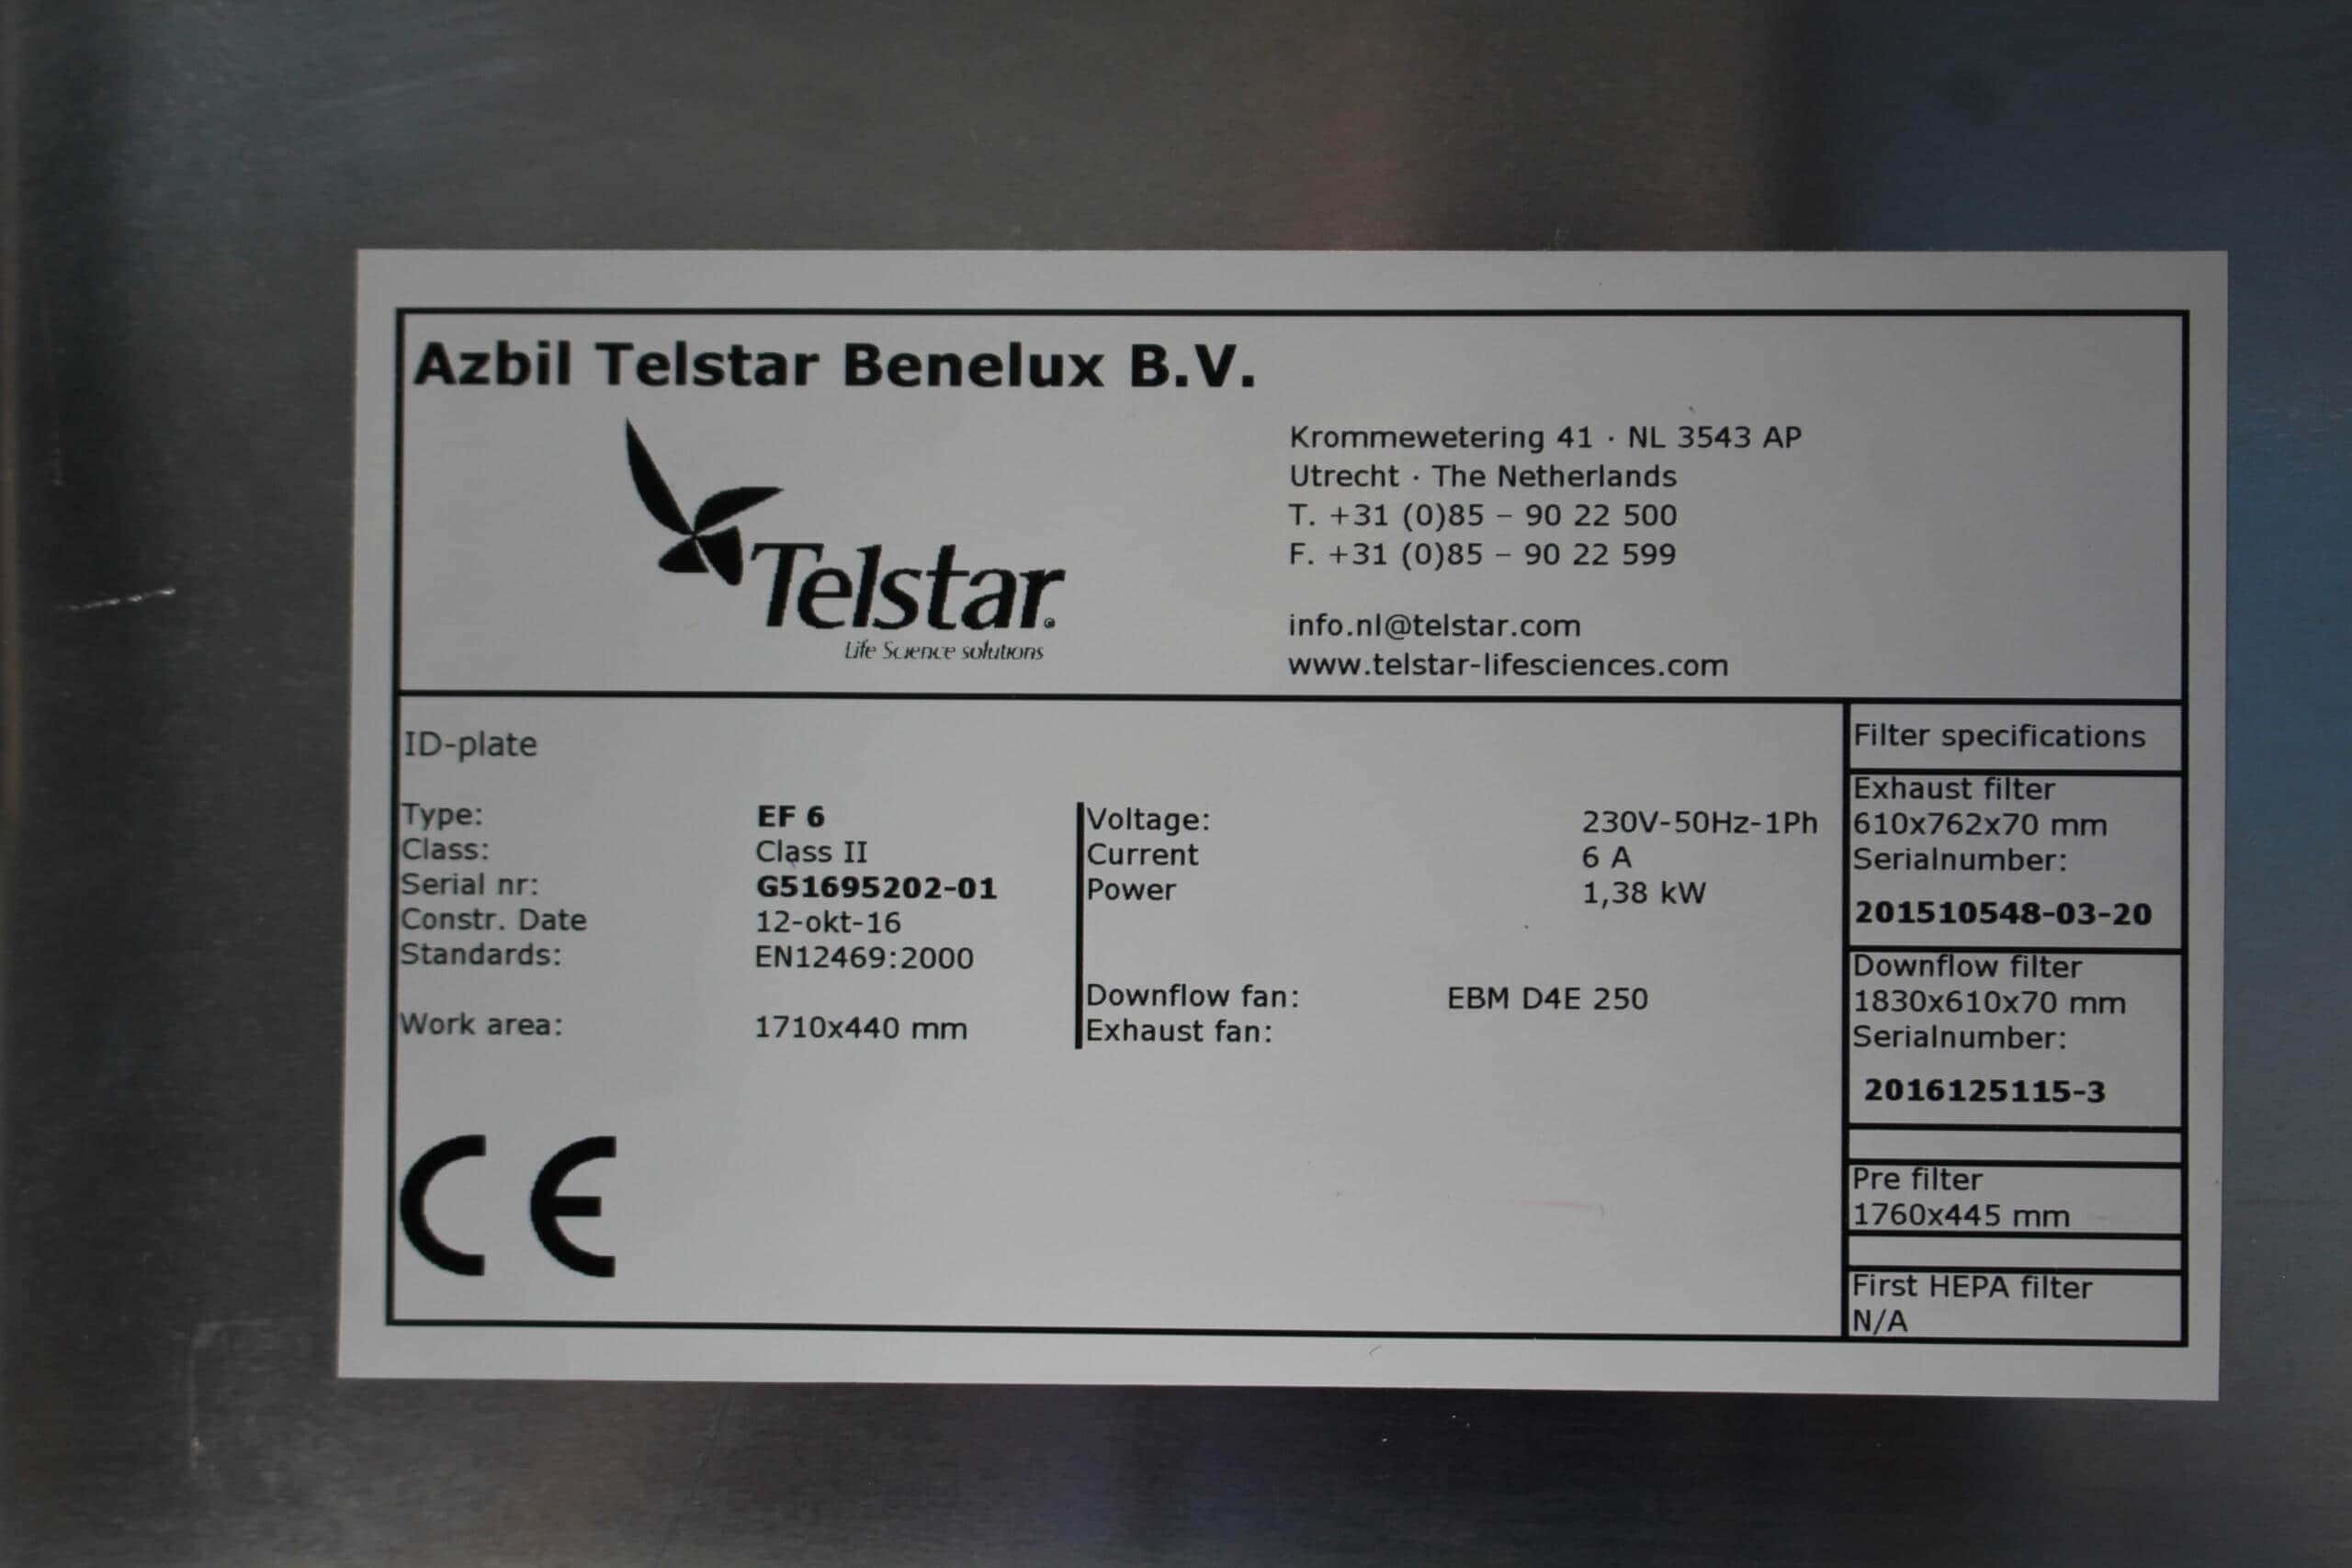 Azbil Telstar Benelux B.V.
Telstar®
Life Science solutions
Krommewetering 41 · NL 3543 AP
Utrecht · The Netherlands
T. +31 (0)85 – 90 22 500
F. +31 (0)85 – 90 22 599
info.nl@telstar.com
www.telstar-lifesciences.com
ID-plate
Type: EF 6
Class: Class II
Serial nr: G51695202-01
Constr. Date 12-okt-16
Standards: EN12469:2000
Work area: 1710x440 mm
Voltage: 230V-50Hz-1Ph
Current 6 A
Power 1,38 kW
Downflow fan: EBM D4E 250
Exhaust fan:
CE
Filter specifications
Exhaust filter
610x762x70 mm
Serialnumber:
201510548-03-20
Downflow filter
1830x610x70 mm
Serialnumber:
2016125115-3
Pre filter
1760x445 mm
First HEPA filter
N/A